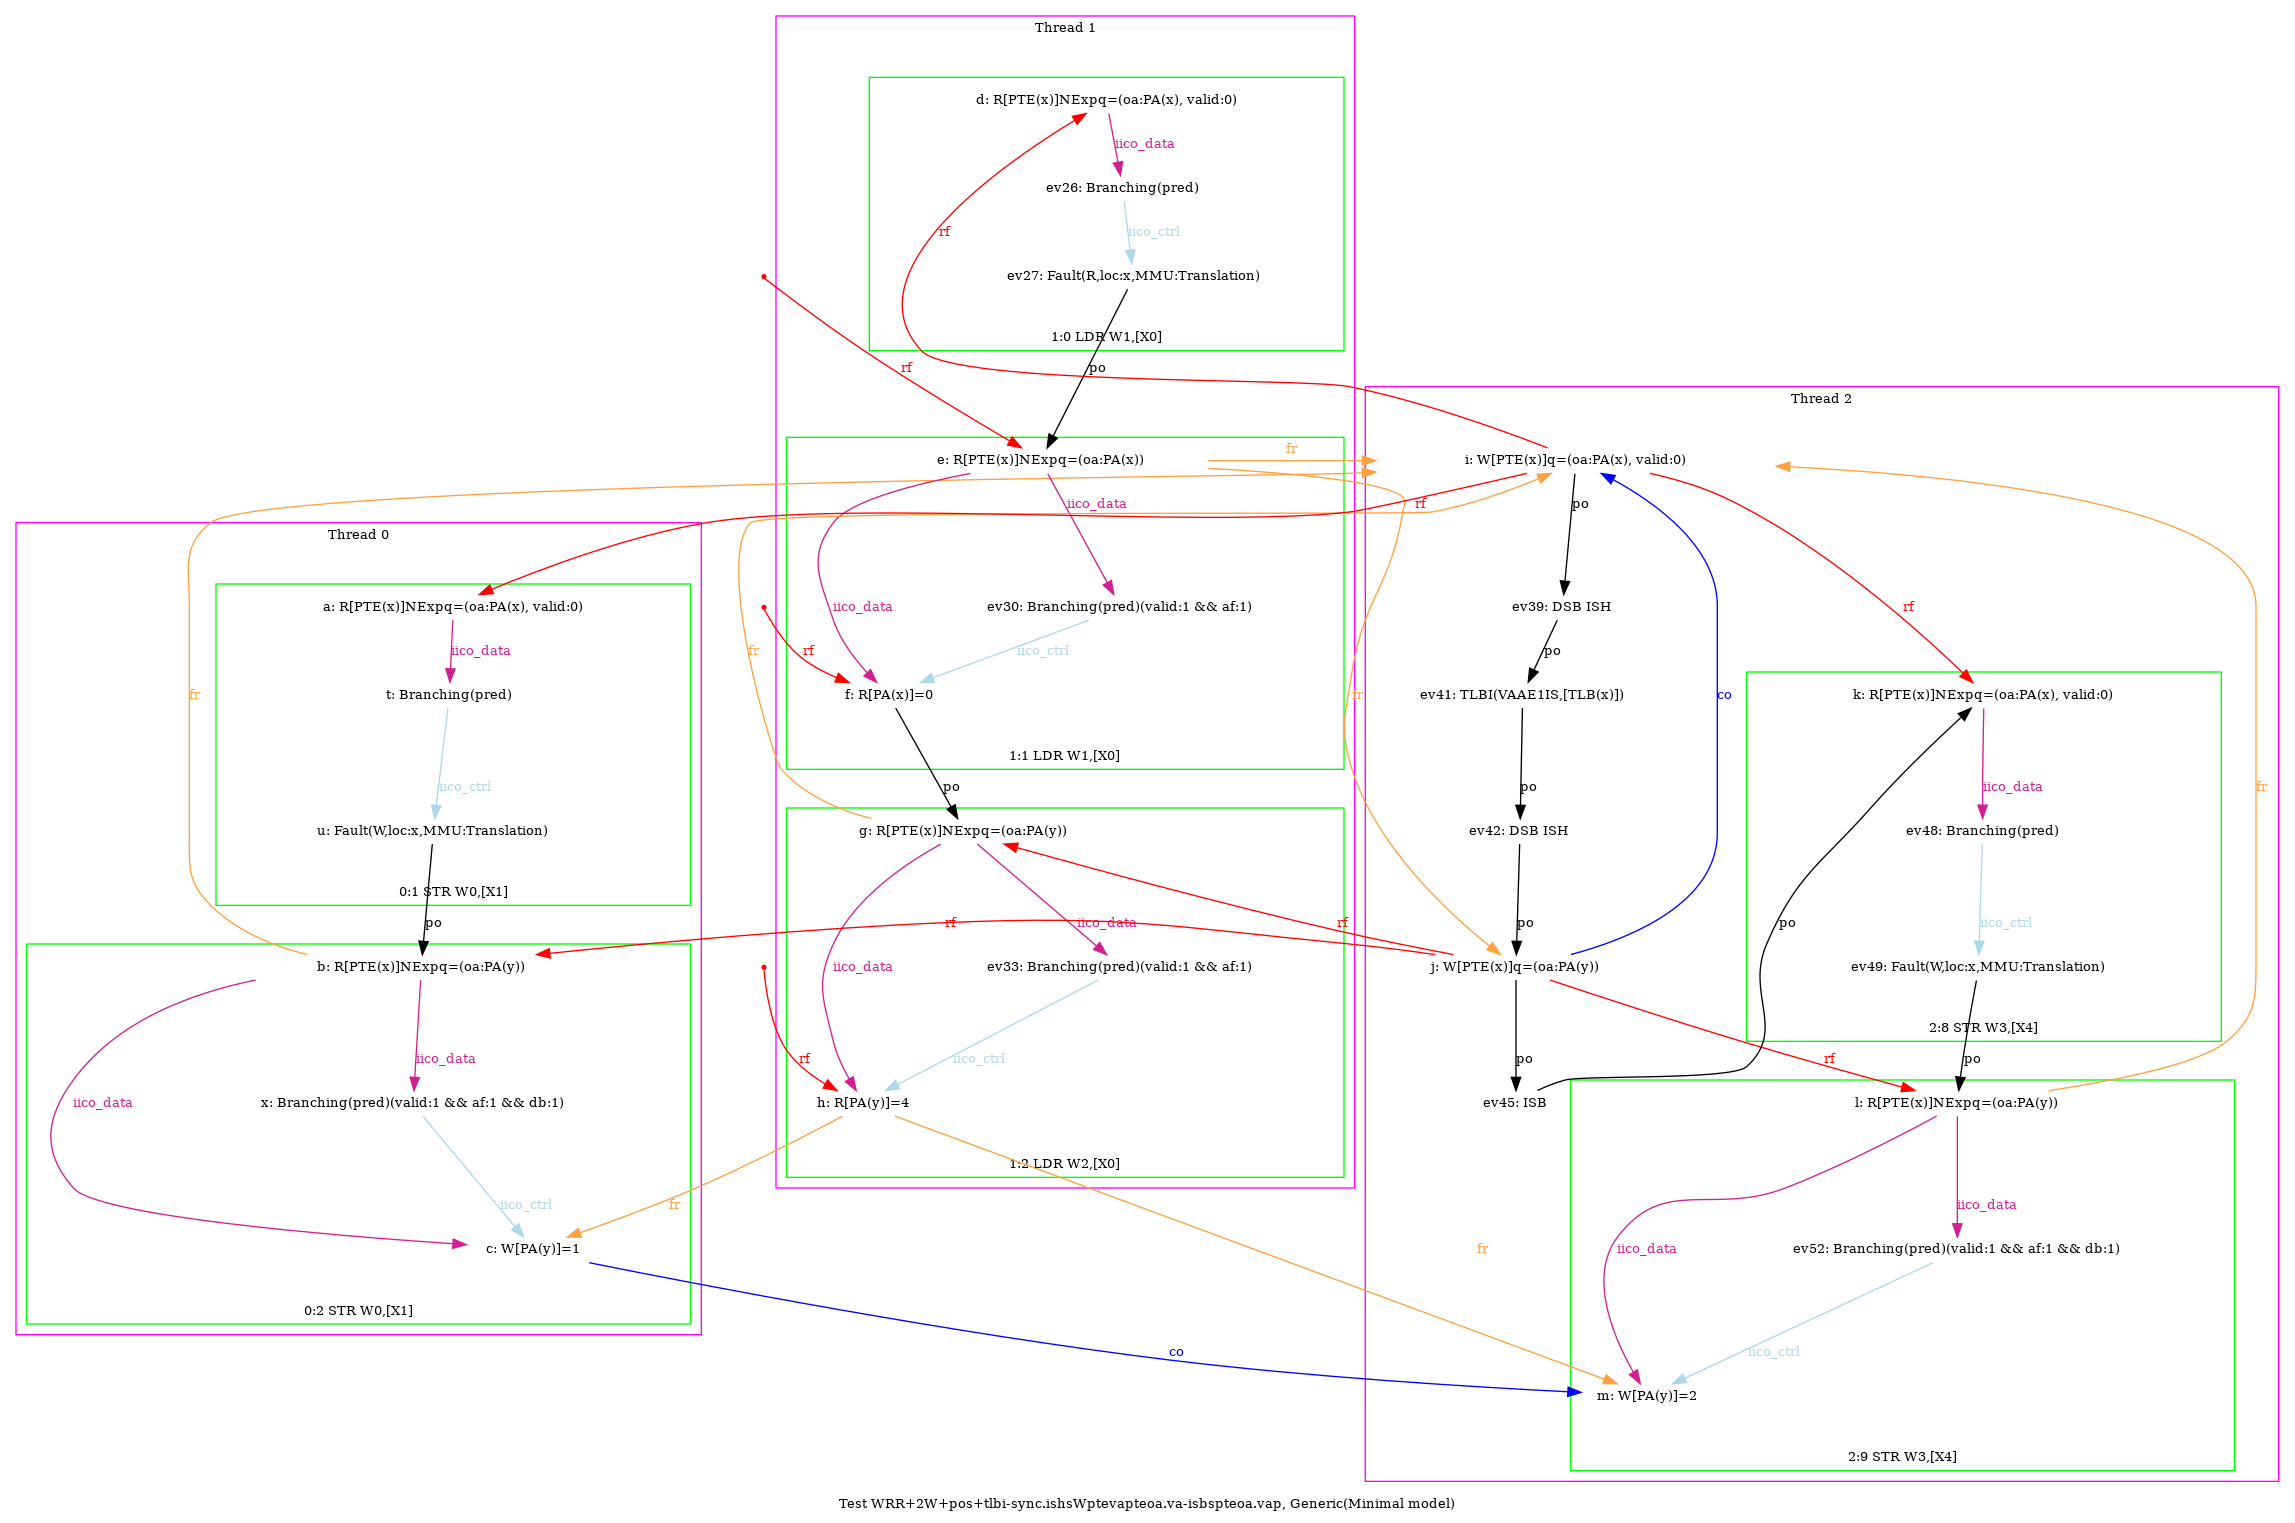 Thread 1
d: R[PTE(x)]NExpq=(oa:PA(x), valid:0)
iico_data
ev26: Branching(pred)
rf
iico_ctrl
ev27: Fault(R,loc:x,MMU:Translation)
1:0 LDR W1,[X0]
rf
po
Thread 2
fr
e: R[PTE(x)]NExpq=(oa:PA(x))
i: W[PTE(x)]q=(oa:PA(x), valid:0)
iico_data
rf
po
Thread 0
a: R[PTE(x)]NExpq=(oa:PA(x), valid:0)
iico_data
ev30: Branching(pred)(valid:1 && af:1)
ev39: DSB ISH
rf
iico_data
fr
rf
iico_ctrl
po
fr
t: Branching(pred)
f: R[PA(x)]=0
fr
ev41: TLBI(VAAE1IS,[TLB(x)])
co
k: R[PTE(x)]NExpq=(oa:PA(x), valid:0)
1:1 LDR W1,[X0]
iico_ctrl
po
po
iico_data
fr
u: Fault(W,loc:x,MMU:Translation)
g: R[PTE(x)]NExpq=(oa:PA(y))
ev42: DSB ISH
ev48: Branching(pred)
0:1 STR W0,[X1]
po
rf
iico_data
rf
po
po
iico_ctrl
b: R[PTE(x)]NExpq=(oa:PA(y))
iico_data
ev33: Branching(pred)(valid:1 && af:1)
j: W[PTE(x)]q=(oa:PA(y))
ev49: Fault(W,loc:x,MMU:Translation)
2:8 STR W3,[X4]
iico_data
rf
iico_ctrl
po
rf
po
iico_data
x: Branching(pred)(valid:1 && af:1 && db:1)
h: R[PA(y)]=4
ev45: ISB
l: R[PTE(x)]NExpq=(oa:PA(y))
1:2 LDR W2,[X0]
iico_ctrl
fr
iico_data
c: W[PA(y)]=1
fr
iico_data
ev52: Branching(pred)(valid:1 && af:1 && db:1)
0:2 STR W0,[X1]
co
iico_ctrl
m: W[PA(y)]=2
2:9 STR W3,[X4]
Test WRR+2W+pos+tlbi-sync.ishsWptevapteoa.va-isbspteoa.vap, Generic(Minimal model)